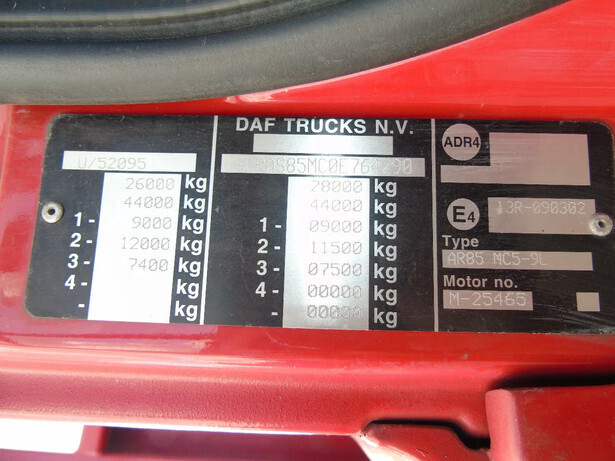 DAF TRUCKS N.V.
U/52095
26000 kg
44000 kg
1- 9000 kg
2- 12000 kg
3- 7400 kg
4- kg
- kg
28000 kg
44000 kg
1- 09000 kg
2- 11500 kg
3- 07500 kg
4- 00000 kg
- 00000 kg
ADR4
E4 13R-090302
Type
AR85 MC5-9L
Motor no.
M-25465